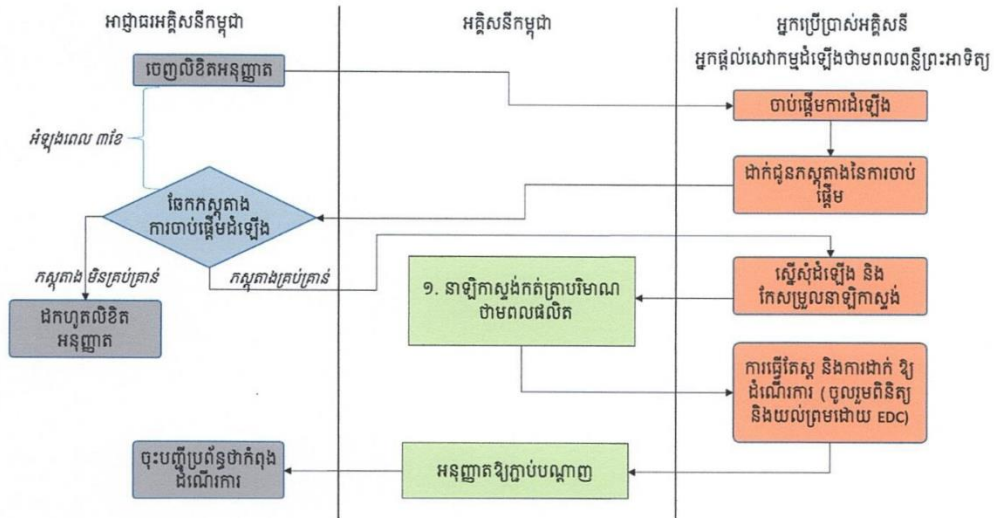 អាជ្ញាធរអគ្គិសនីកម្ពុជា
អគ្គិសនីកម្ពុជា
អ្នកប្រើប្រាស់អគ្គិសនី
អ្នកផ្តល់សេវាកម្មដំឡើងថាមពលពន្លឺព្រះអាទិត្យ
ចេញលិខិតអនុញ្ញាត
ចាប់ផ្តើមការដំឡើង
អំឡុងពេល ៣ខែ
ដាក់ជូនភស្តុតាងនៃការចាប់
ផ្តើម
ឆែកភស្តុតាង
ការចាប់ផ្តើមដំឡើង
ភស្តុតាង មិនគ្រប់គ្រាន់
ភស្តុតាងគ្រប់គ្រាន់
ស្នើសុំដំឡើង និង
កែសម្រួលនាឡិកាស្ទង់
១. នាឡិកាស្ទង់កត់ត្រាបរិមាណ
ថាមពលផលិត
ដកហូតលិខិត
អនុញ្ញាត
ការធ្វើតែស្ត និងការដាក់ ឱ្យ
ដំណើរការ (ចូលរួមពិនិត្យ
និងយល់ព្រមដោយ EDC)
អនុញ្ញាតឱ្យភ្ជាប់បណ្តាញ
ចុះបញ្ជីប្រព័ន្ធថាកំពុង
ដំណើរការ